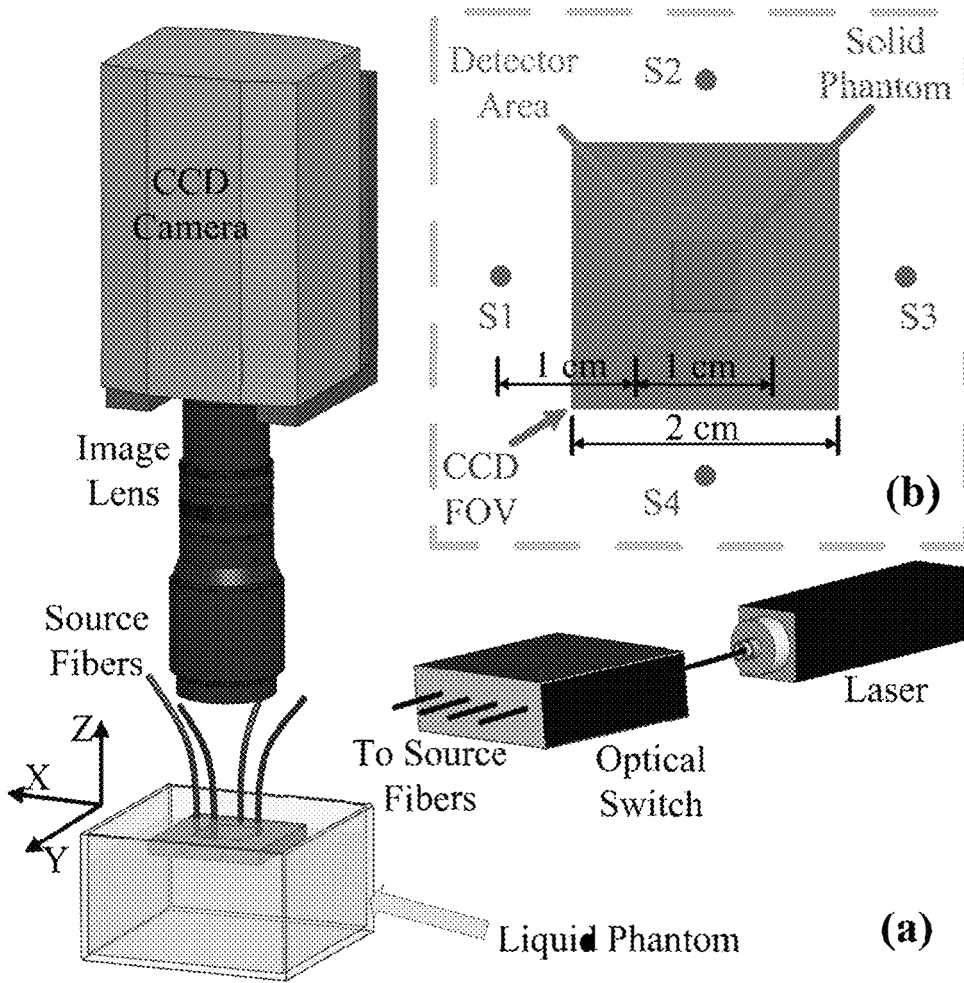 CCD
Camera
Image
Lens
Source
Fibers
Z
X
Y
To Source
Fibers
Optical
Switch
Laser
Liquid Phantom
(a)
Detector
Area
S2
Solid
Phantom
S1
S3
1 cm
1 cm
2 cm
CCD
FOV
S4
(b)